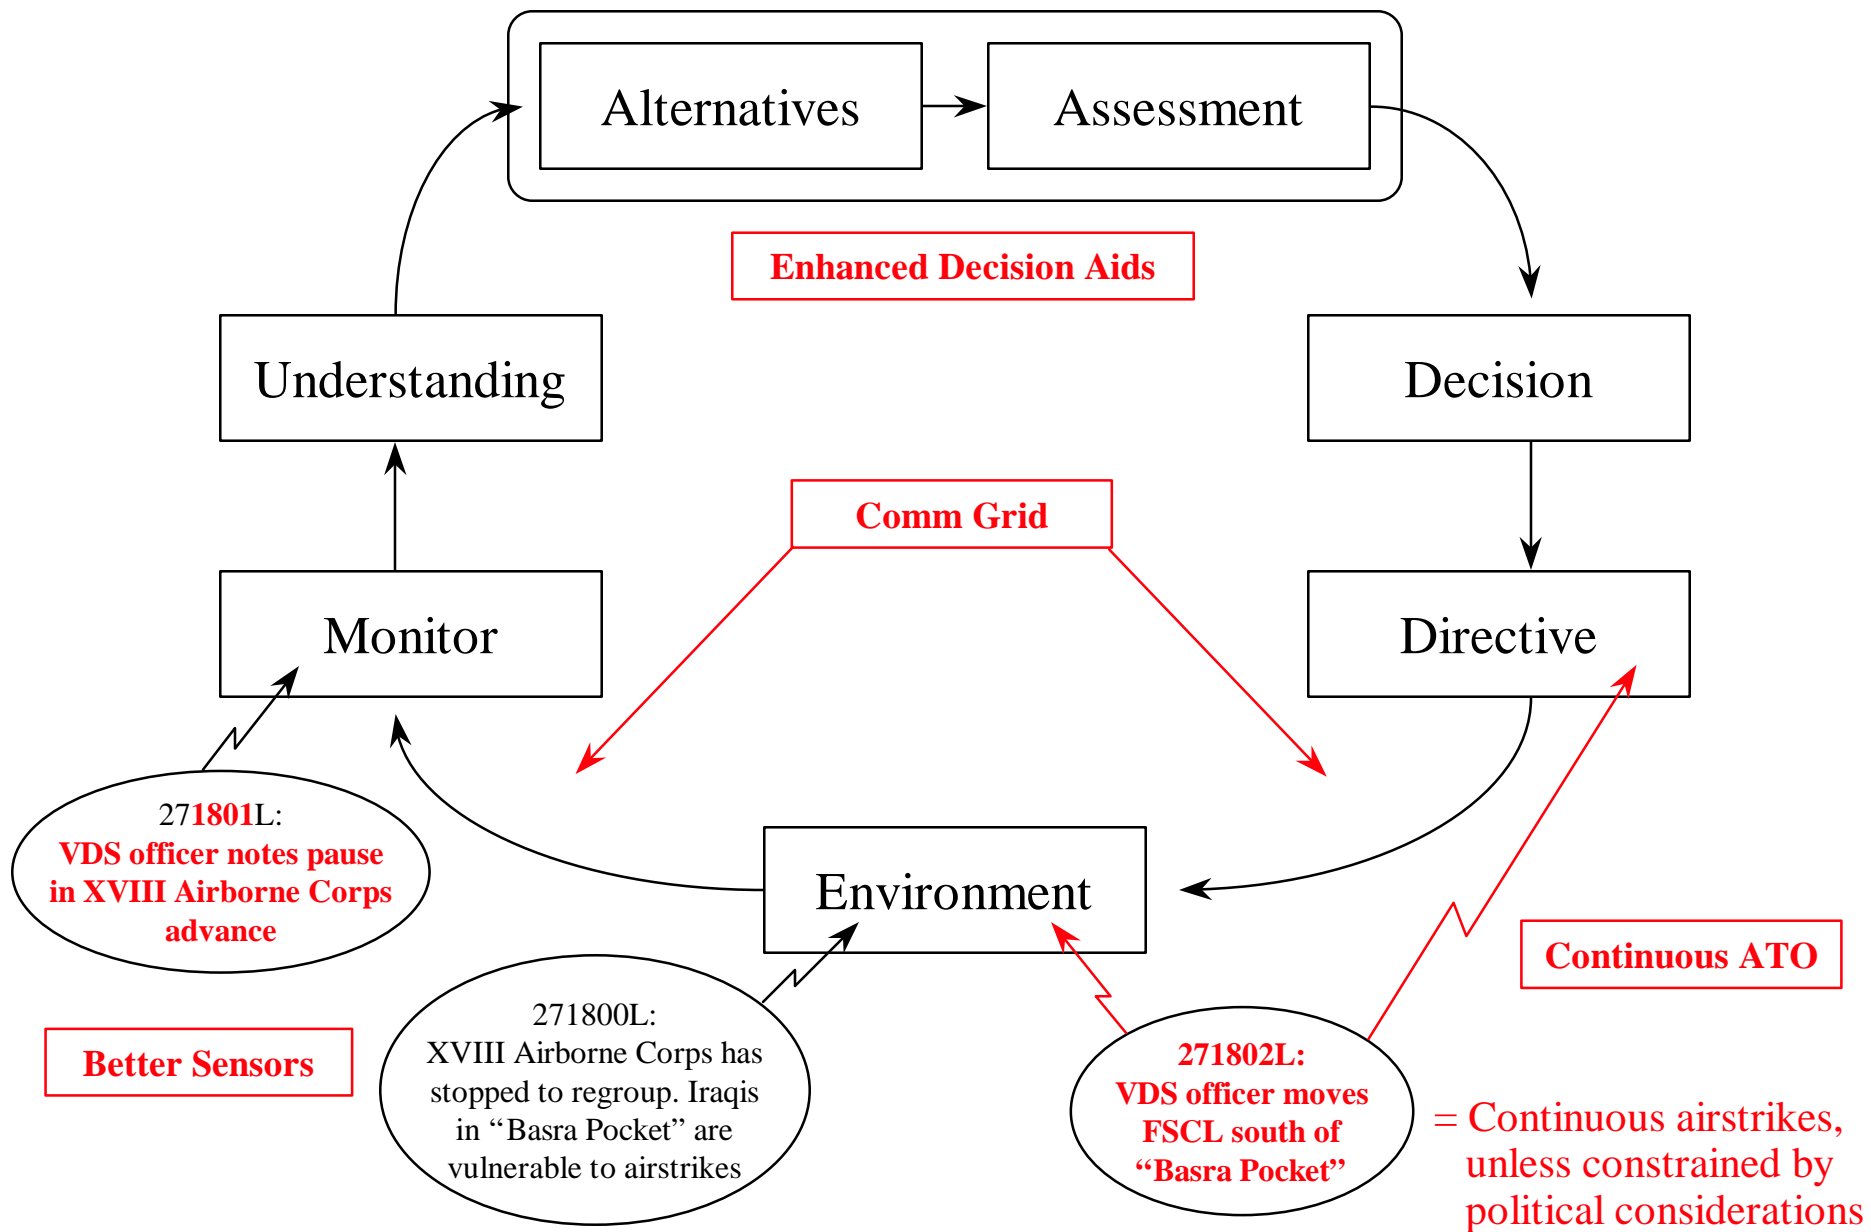 Alternatives
Assessment
Enhanced Decision Aids
Understanding
Decision
Comm Grid
Monitor
Directive
271801L:
VDS officer notes pause
in XVIII Airborne Corps
advance
Environment
Continuous ATO
Better Sensors
271800L:
XVIII Airborne Corps has
stopped to regroup. Iraqis
in “Basra Pocket” are
vulnerable to airstrikes
271802L:
VDS officer moves
FSCL south of
“Basra Pocket”
= Continuous airstrikes,
unless constrained by
political considerations